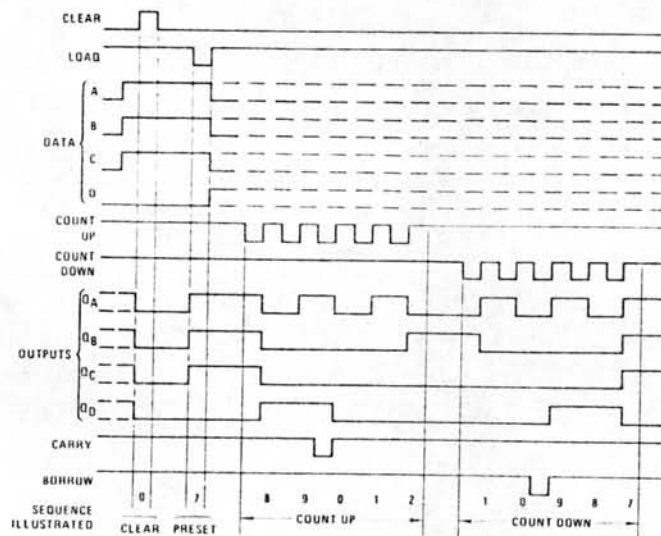 CLEAR
LOAD
A
B
DATA
C
D
COUNT
UP
COUNT
DOWN
QA
QB
OUTPUTS
QC
QD
CARRY
BORROW
0 7 8 9 0 1 2 1 0 9 8 7
SEQUENCE
ILLUSTRATED
CLEAR PRESET COUNT UP COUNT DOWN